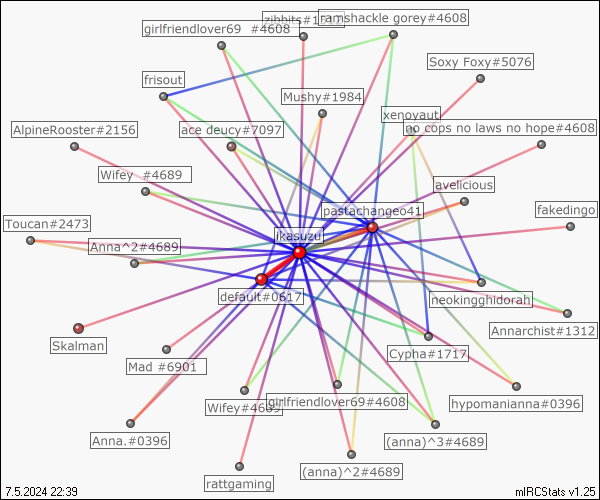 zibbits#1337
ramshackle gorey#4608
girlfriendlover69 #4608
Soxy Foxy#5076
frisout
Mushy#1984
xenovaut
AlpineRooster#2156
ace deucy#7097
no cops no laws no hope#4608
Wifey #4689
avelicious
Toucan#2473
pastachangeo41
fakedingo
ikasuzu
Anna^2#4689
default#0617
neokingghidorah
Annarchist#1312
Skalman
Cypha#1717
Mad #6901
Wifey#4689
girlfriendlover69#4608
hypomanianna#0396
Anna.#0396
(anna)^3#4689
rattgaming
(anna)^2#4689
7.5.2024 22:39
mIRCStats v1.25